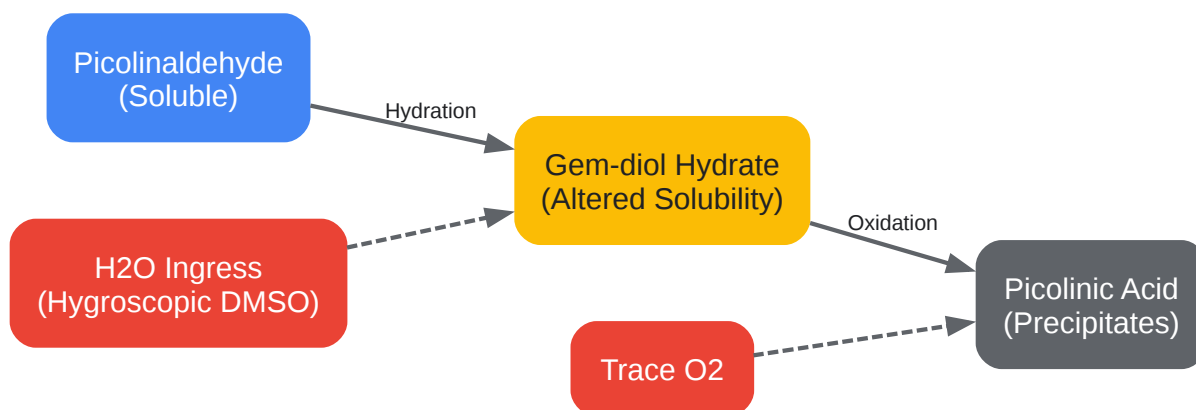 Picolinaldehyde
(Soluble)
Hydration
Gem-diol Hydrate
(Altered Solubility)
H2O Ingress
(Hygroscopic DMSO)
Oxidation
Picolinic Acid
(Precipitates)
Trace O2